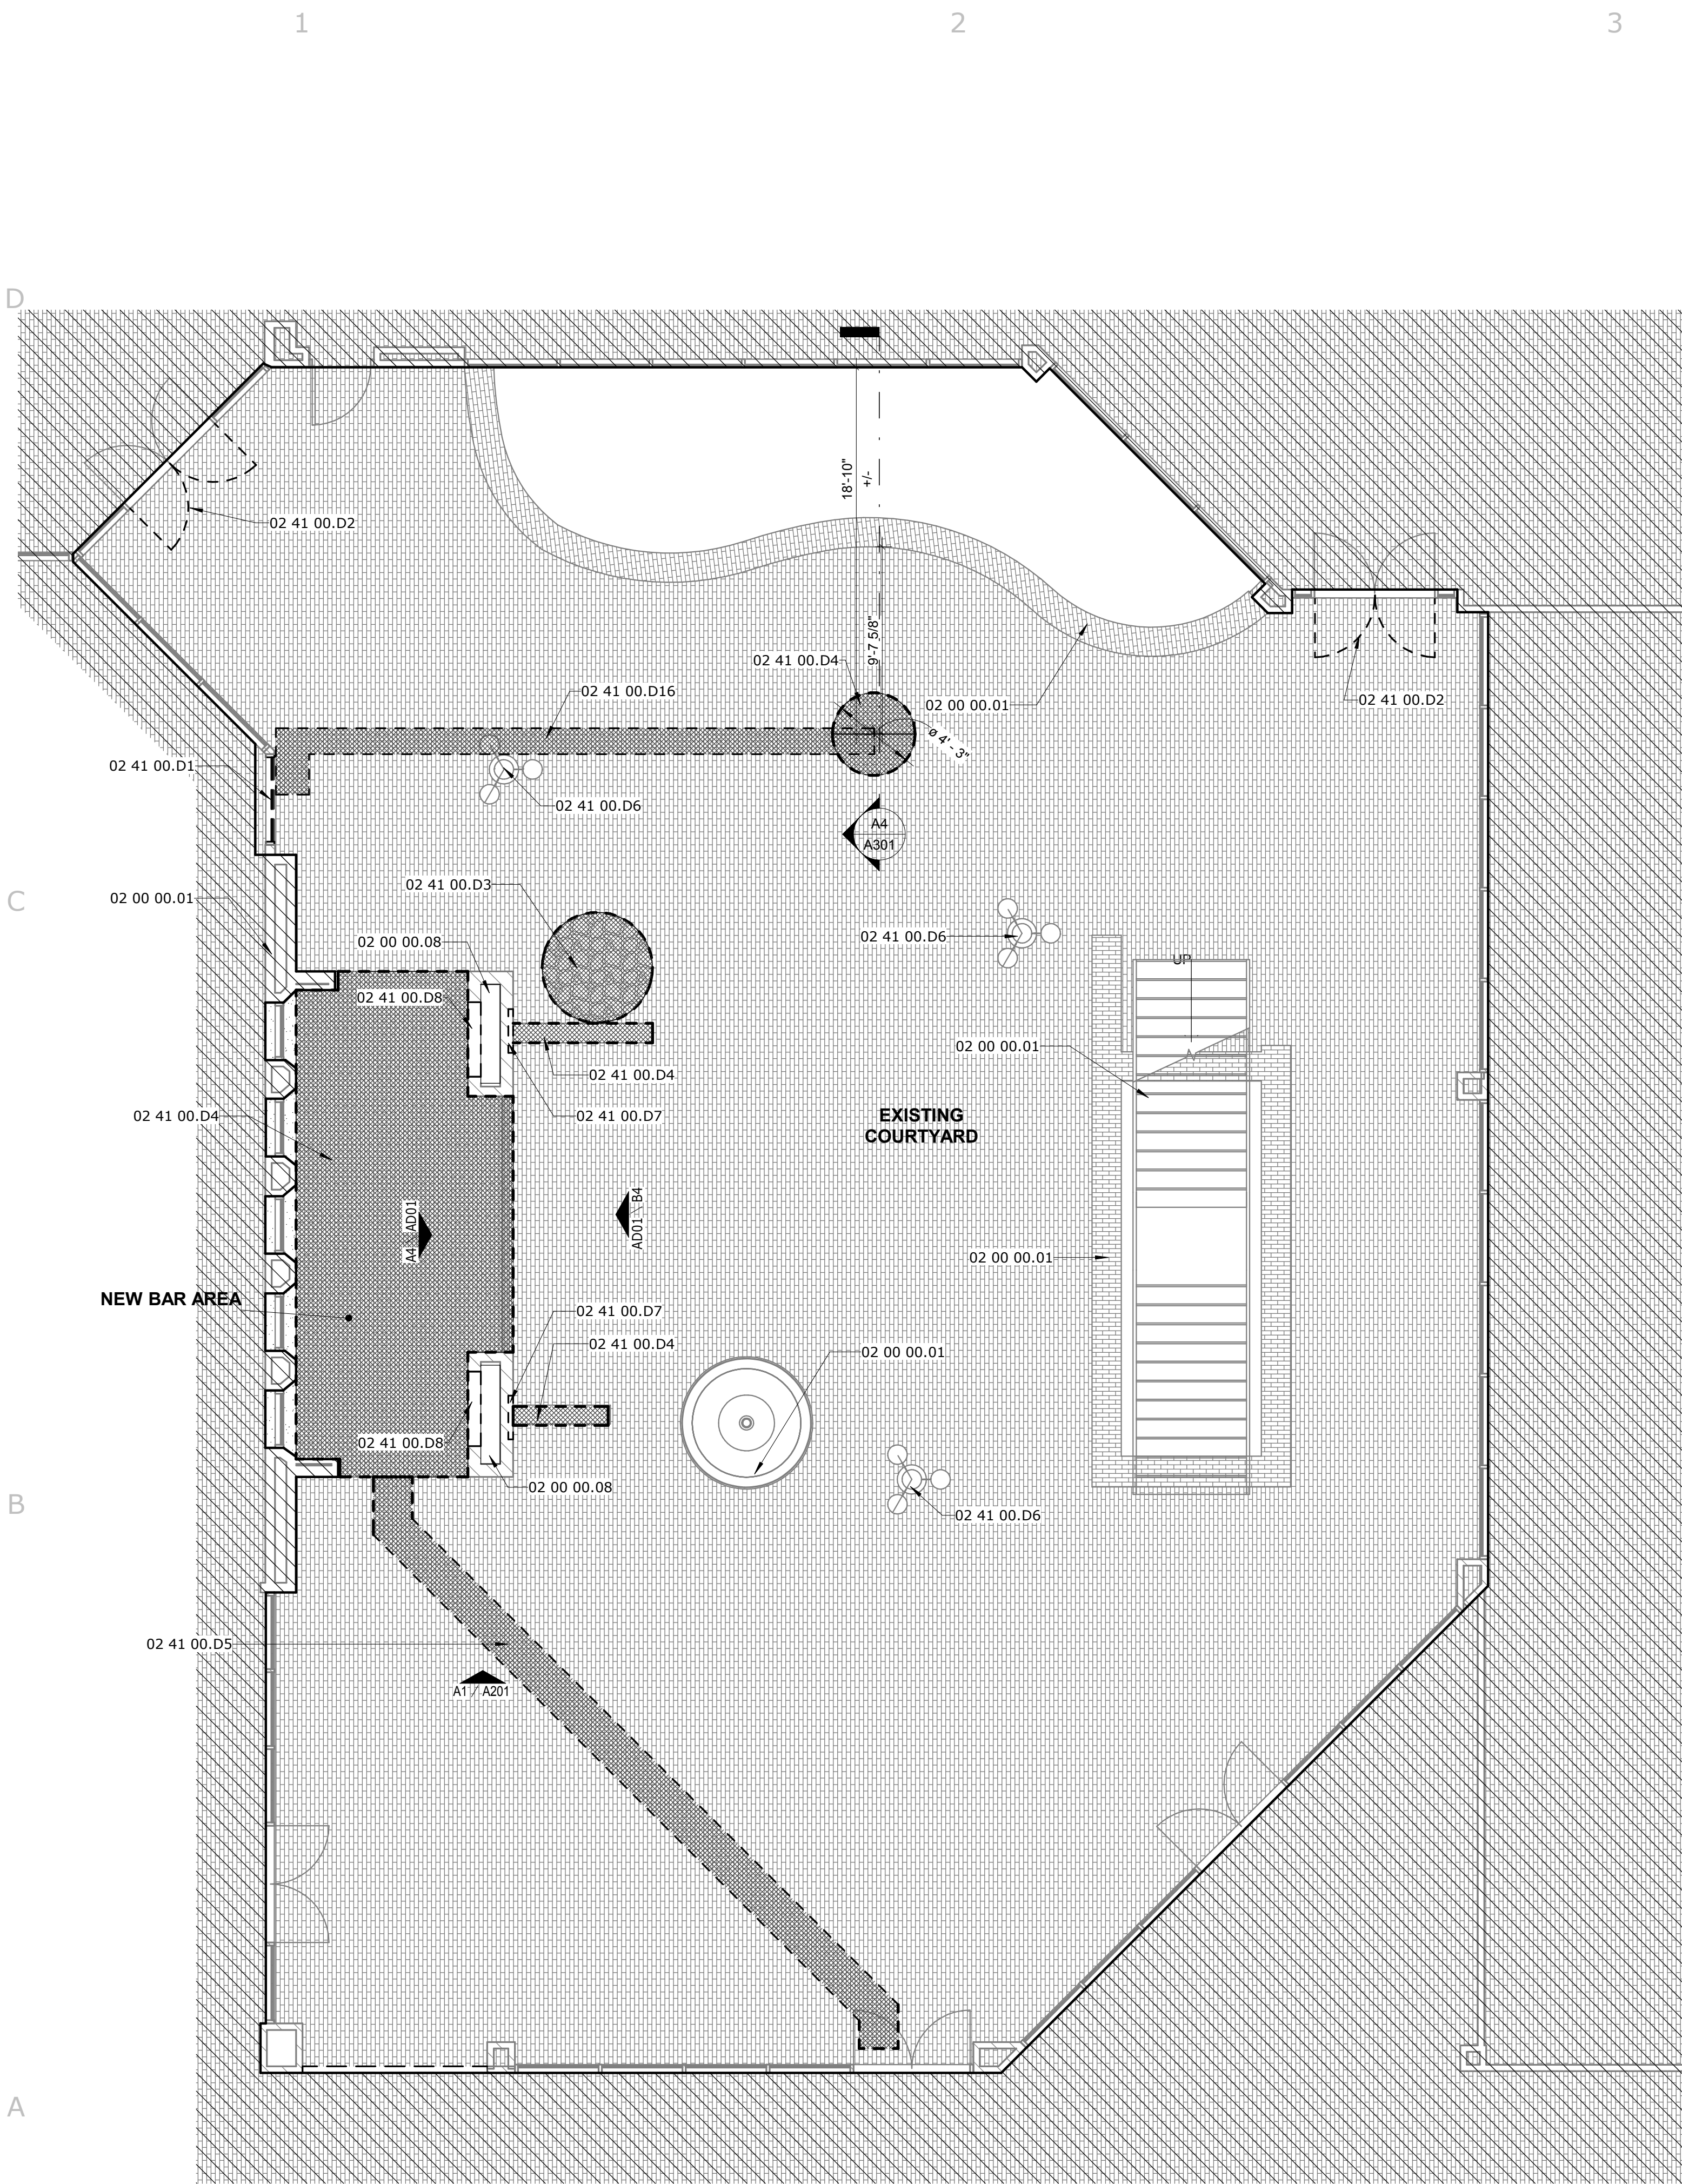 1
2
3
D
18'-10"
+/-
02 41 00.D2
9'-7 5/8"
02 41 00.D4
02 41 00.D16
02 00 00.01
02 41 00.D2
ø 4' - 3"
02 41 00.D1
02 41 00.D6
A4
A301
02 41 00.D3
C
02 00 00.01
02 00 00.08
02 41 00.D6
UP
02 41 00.D8
02 00 00.01
02 41 00.D4
02 41 00.D4
02 41 00.D7
EXISTING
COURTYARD
A4 / AD01
AD01 / B4
02 00 00.01
NEW BAR AREA
02 41 00.D7
02 41 00.D4
02 00 00.01
02 41 00.D8
02 00 00.08
B
02 41 00.D6
02 41 00.D5
A1 / A201
A